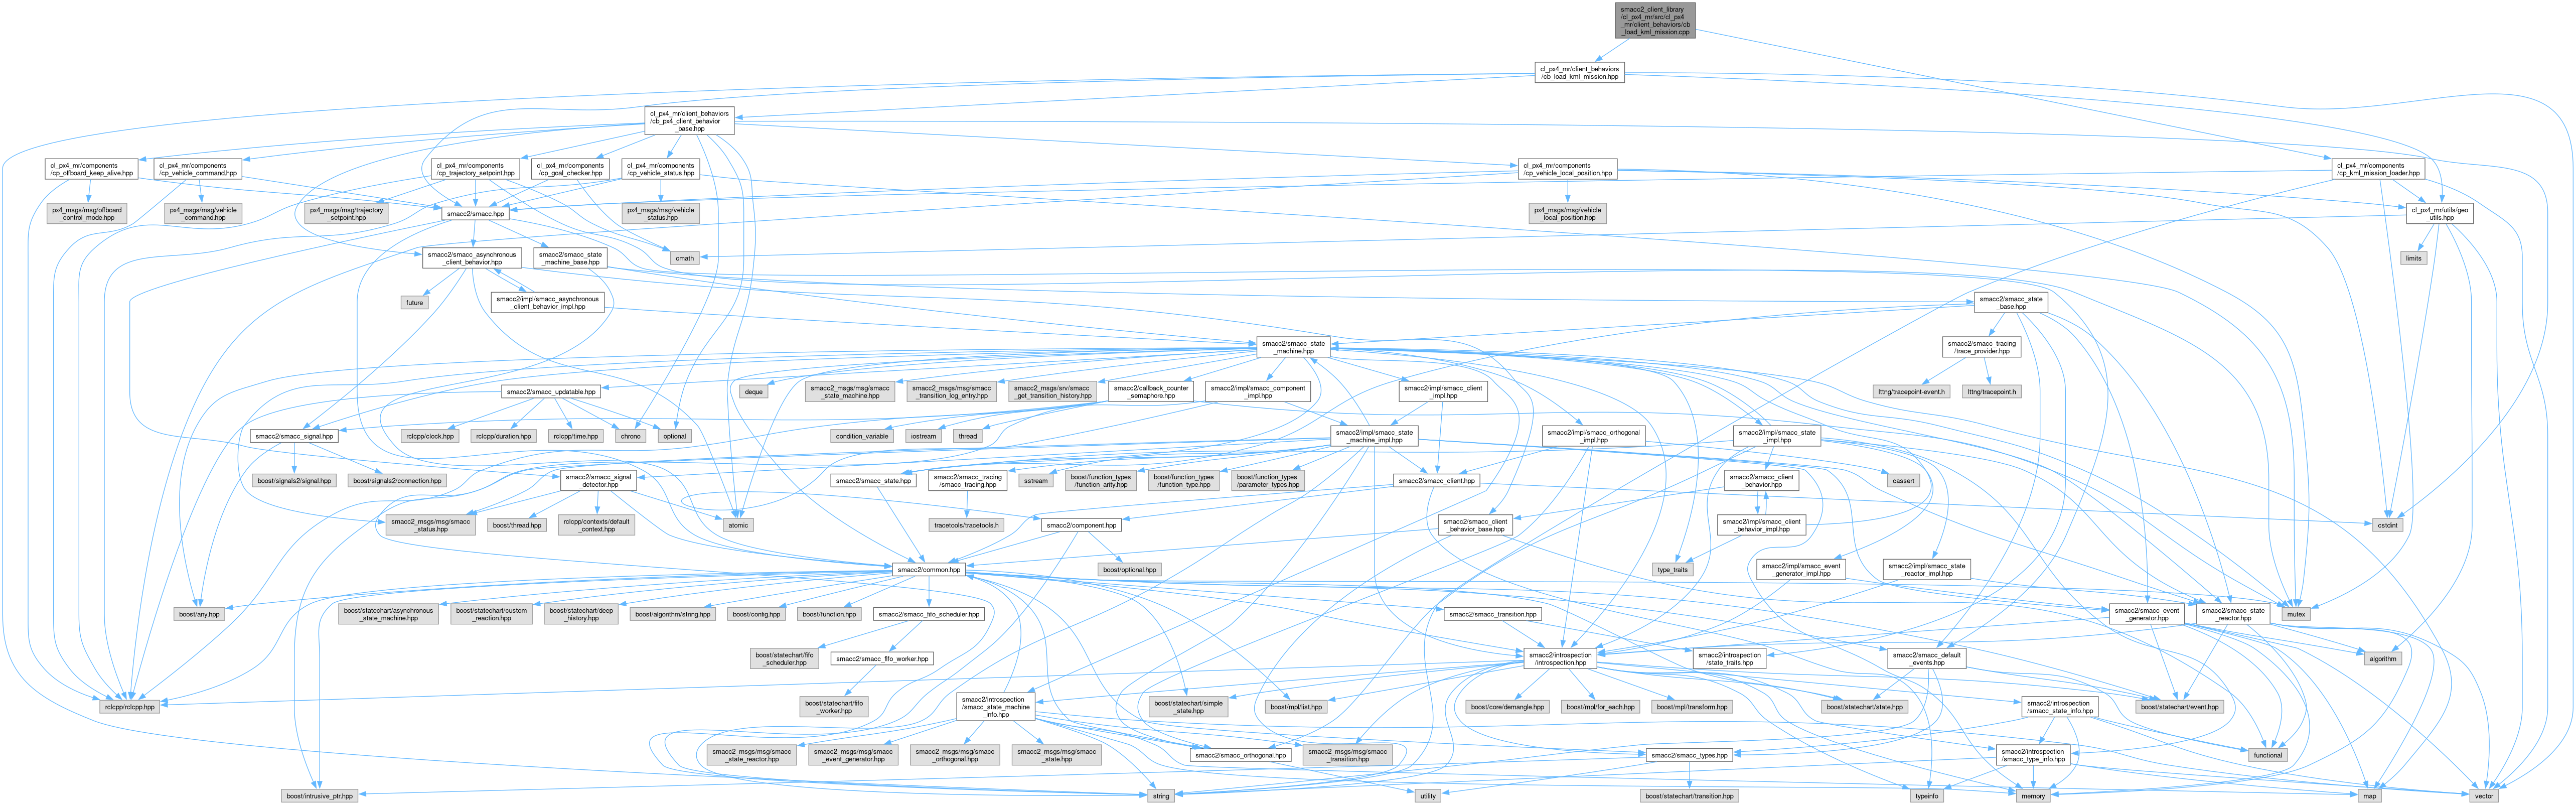 smacc2_client_library
/cl_px4_mr/src/cl_px4
_mr/client_behaviors/cb
_load_kml_mission.cpp
cl_px4_mr/client_behaviors
/cb_load_kml_mission.hpp
cl_px4_mr/client_behaviors
/cb_px4_client_behavior
_base.hpp
cl_px4_mr/components
/cp_offboard_keep_alive.hpp
cl_px4_mr/components
/cp_vehicle_command.hpp
cl_px4_mr/components
/cp_trajectory_setpoint.hpp
cl_px4_mr/components
/cp_goal_checker.hpp
cl_px4_mr/components
/cp_vehicle_status.hpp
cl_px4_mr/components
/cp_vehicle_local_position.hpp
cl_px4_mr/components
/cp_kml_mission_loader.hpp
px4_msgs/msg/offboard
_control_mode.hpp
px4_msgs/msg/vehicle
_command.hpp
px4_msgs/msg/trajectory
_setpoint.hpp
smacc2/smacc.hpp
px4_msgs/msg/vehicle
_status.hpp
px4_msgs/msg/vehicle
_local_position.hpp
cl_px4_mr/utils/geo
_utils.hpp
smacc2/smacc_asynchronous
_client_behavior.hpp
smacc2/smacc_state
_machine_base.hpp
cmath
limits
future
smacc2/impl/smacc_asynchronous
_client_behavior_impl.hpp
smacc2/smacc_state
_base.hpp
smacc2/smacc_state
_machine.hpp
smacc2/smacc_tracing
/trace_provider.hpp
smacc2/smacc_updatable.hpp
deque
smacc2_msgs/msg/smacc
_state_machine.hpp
smacc2_msgs/msg/smacc
_transition_log_entry.hpp
smacc2_msgs/srv/smacc
_get_transition_history.hpp
smacc2/callback_counter
_semaphore.hpp
smacc2/impl/smacc_component
_impl.hpp
smacc2/impl/smacc_client
_impl.hpp
lttng/tracepoint-event.h
lttng/tracepoint.h
smacc2/smacc_signal.hpp
rclcpp/clock.hpp
rclcpp/duration.hpp
rclcpp/time.hpp
chrono
optional
condition_variable
iostream
thread
smacc2/impl/smacc_state
_machine_impl.hpp
smacc2/impl/smacc_orthogonal
_impl.hpp
smacc2/impl/smacc_state
_impl.hpp
boost/signals2/signal.hpp
boost/signals2/connection.hpp
smacc2/smacc_signal
_detector.hpp
smacc2/smacc_state.hpp
smacc2/smacc_tracing
/smacc_tracing.hpp
sstream
boost/function_types
/function_arity.hpp
boost/function_types
/function_type.hpp
boost/function_types
/parameter_types.hpp
smacc2/smacc_client.hpp
smacc2/smacc_client
_behavior.hpp
cassert
smacc2_msgs/msg/smacc
_status.hpp
boost/thread.hpp
rclcpp/contexts/default
_context.hpp
atomic
tracetools/tracetools.h
smacc2/component.hpp
smacc2/smacc_client
_behavior_base.hpp
smacc2/impl/smacc_client
_behavior_impl.hpp
cstdint
smacc2/common.hpp
boost/optional.hpp
type_traits
smacc2/impl/smacc_event
_generator_impl.hpp
smacc2/impl/smacc_state
_reactor_impl.hpp
boost/any.hpp
boost/statechart/asynchronous
_state_machine.hpp
boost/statechart/custom
_reaction.hpp
boost/statechart/deep
_history.hpp
boost/algorithm/string.hpp
boost/config.hpp
boost/function.hpp
smacc2/smacc_fifo_scheduler.hpp
smacc2/smacc_transition.hpp
smacc2/smacc_event
_generator.hpp
smacc2/smacc_state
_reactor.hpp
mutex
boost/statechart/fifo
_scheduler.hpp
smacc2/smacc_fifo_worker.hpp
smacc2/introspection
/introspection.hpp
smacc2/introspection
/state_traits.hpp
smacc2/smacc_default
_events.hpp
algorithm
rclcpp/rclcpp.hpp
boost/statechart/fifo
_worker.hpp
smacc2/introspection
/smacc_state_machine
_info.hpp
boost/statechart/simple
_state.hpp
boost/mpl/list.hpp
boost/core/demangle.hpp
boost/mpl/for_each.hpp
boost/mpl/transform.hpp
boost/statechart/state.hpp
smacc2/introspection
/smacc_state_info.hpp
boost/statechart/event.hpp
smacc2_msgs/msg/smacc
_state_reactor.hpp
smacc2_msgs/msg/smacc
_event_generator.hpp
smacc2_msgs/msg/smacc
_orthogonal.hpp
smacc2_msgs/msg/smacc
_state.hpp
smacc2/smacc_orthogonal.hpp
smacc2_msgs/msg/smacc
_transition.hpp
smacc2/smacc_types.hpp
smacc2/introspection
/smacc_type_info.hpp
functional
boost/intrusive_ptr.hpp
string
utility
boost/statechart/transition.hpp
typeinfo
memory
map
vector